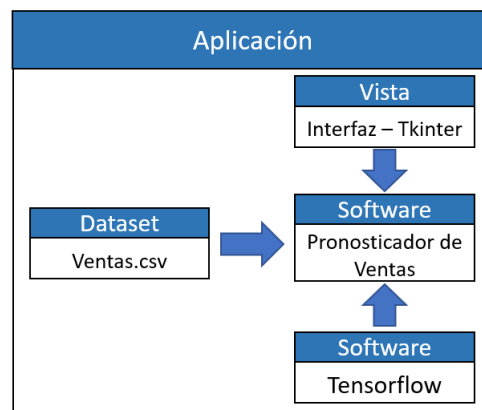 Aplicación
Vista
Interfaz – Tkinter
Dataset
Ventas.csv
Software
Pronosticador de
Ventas
Software
Tensorflow